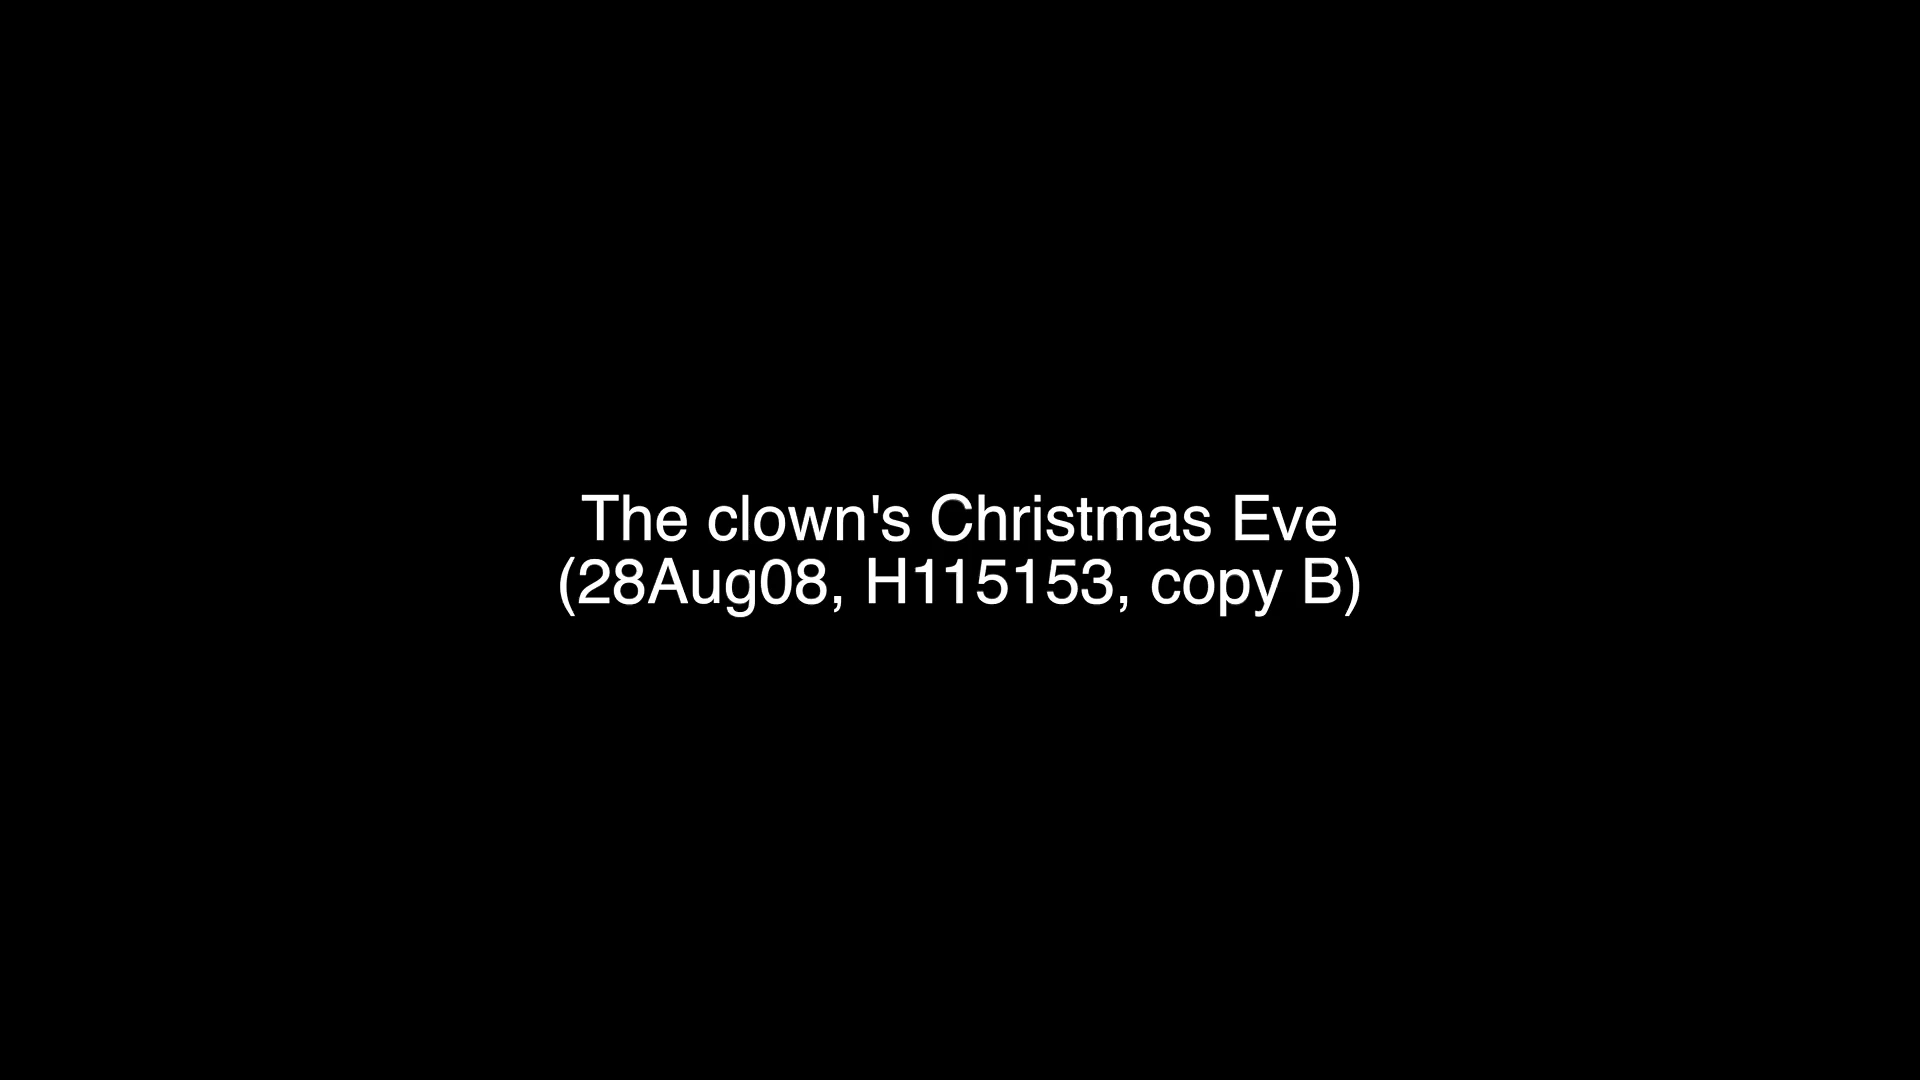 The clown's Christmas Eve
(28Aug08, H115153, copy B)